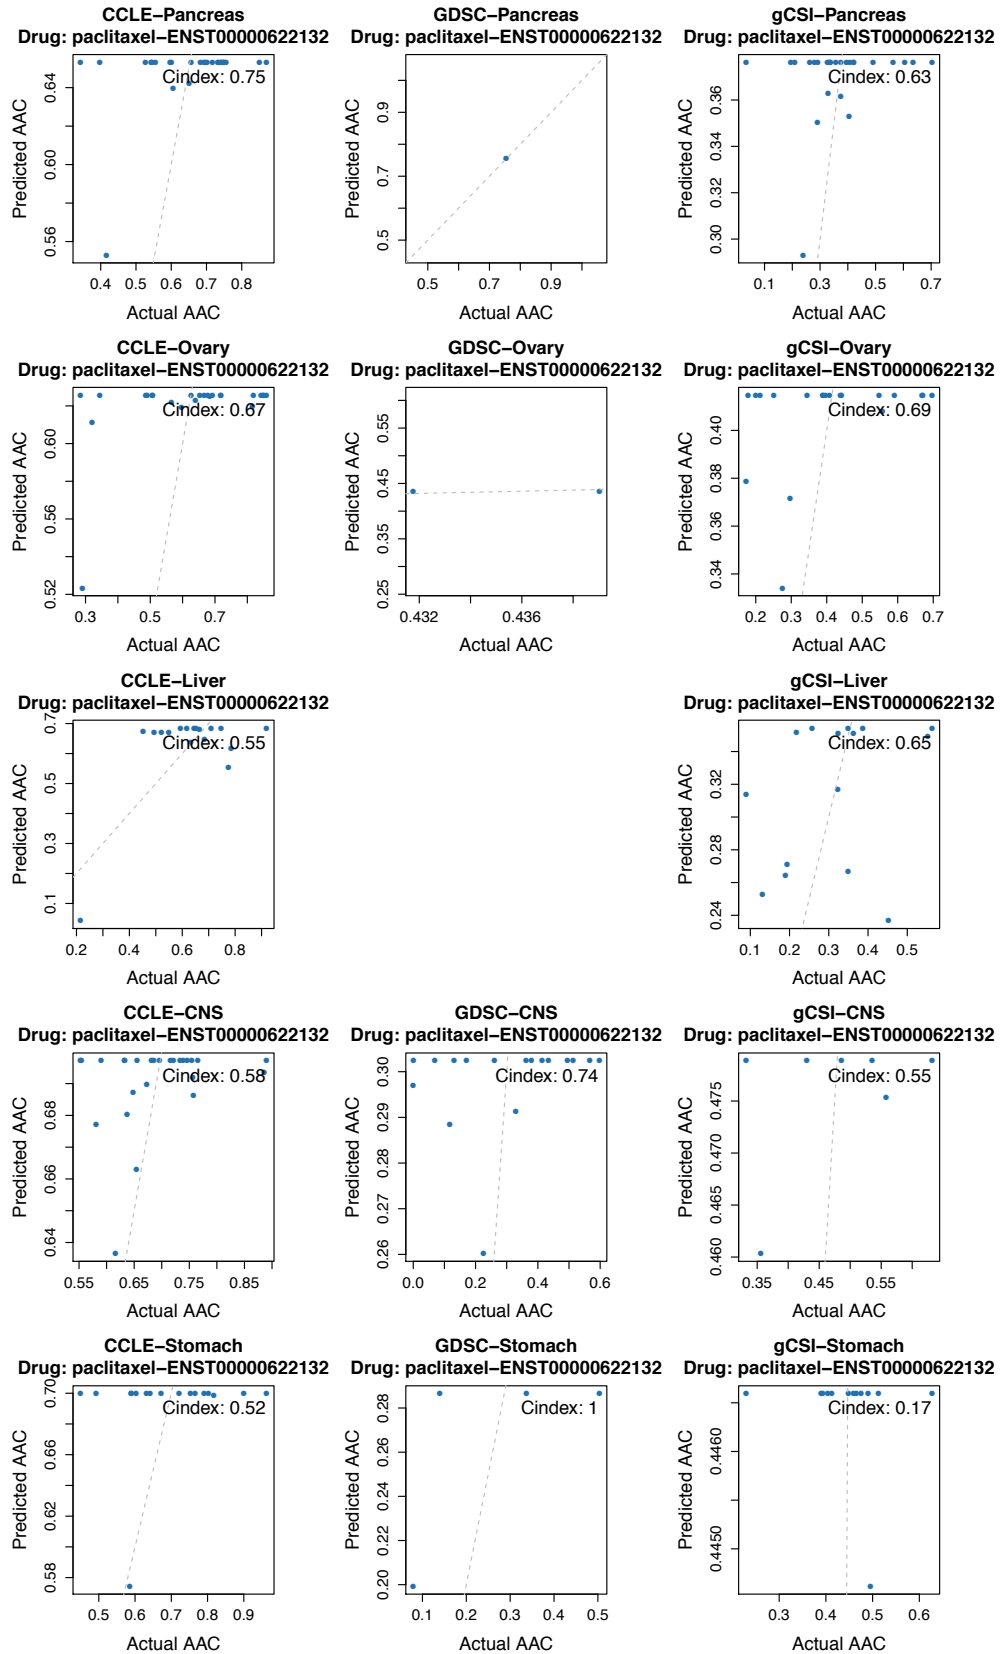 CCLE–Pancreas
Drug: paclitaxel–ENST00000622132
Cindex: 0.75
Predicted AAC
0.56 0.60 0.64
0.4 0.5 0.6 0.7 0.8
Actual AAC
GDSC–Pancreas
Drug: paclitaxel–ENST00000622132
Predicted AAC
0.5 0.7 0.9
0.5 0.7 0.9
Actual AAC
gCSI–Pancreas
Drug: paclitaxel–ENST00000622132
Cindex: 0.63
Predicted AAC
0.30 0.32 0.34 0.36
0.1 0.3 0.5 0.7
Actual AAC
CCLE–Ovary
Drug: paclitaxel–ENST00000622132
Cindex: 0.67
Predicted AAC
0.52 0.56 0.60
0.3 0.5 0.7
Actual AAC
GDSC–Ovary
Drug: paclitaxel–ENST00000622132
Predicted AAC
0.25 0.35 0.45 0.55
0.432 0.436
Actual AAC
gCSI–Ovary
Drug: paclitaxel–ENST00000622132
Cindex: 0.69
Predicted AAC
0.34 0.36 0.38 0.40
0.2 0.3 0.4 0.5 0.6 0.7
Actual AAC
CCLE–Liver
Drug: paclitaxel–ENST00000622132
Cindex: 0.55
Predicted AAC
0.1 0.3 0.5 0.7
0.2 0.4 0.6 0.8
Actual AAC
gCSI–Liver
Drug: paclitaxel–ENST00000622132
Cindex: 0.65
Predicted AAC
0.24 0.28 0.32
0.1 0.2 0.3 0.4 0.5
Actual AAC
CCLE–CNS
Drug: paclitaxel–ENST00000622132
Cindex: 0.58
Predicted AAC
0.64 0.66 0.68
0.55 0.65 0.75 0.85
Actual AAC
GDSC–CNS
Drug: paclitaxel–ENST00000622132
Cindex: 0.74
Predicted AAC
0.26 0.27 0.28 0.29 0.30
0.0 0.2 0.4 0.6
Actual AAC
gCSI–CNS
Drug: paclitaxel–ENST00000622132
Cindex: 0.55
Predicted AAC
0.460 0.465 0.470 0.475
0.35 0.45 0.55
Actual AAC
CCLE–Stomach
Drug: paclitaxel–ENST00000622132
Cindex: 0.52
Predicted AAC
0.58 0.62 0.66 0.70
0.5 0.6 0.7 0.8 0.9
Actual AAC
GDSC–Stomach
Drug: paclitaxel–ENST00000622132
Cindex: 1
Predicted AAC
0.20 0.22 0.24 0.26 0.28
0.1 0.2 0.3 0.4 0.5
Actual AAC
gCSI–Stomach
Drug: paclitaxel–ENST00000622132
Cindex: 0.17
Predicted AAC
0.4450 0.4460
0.3 0.4 0.5 0.6
Actual AAC